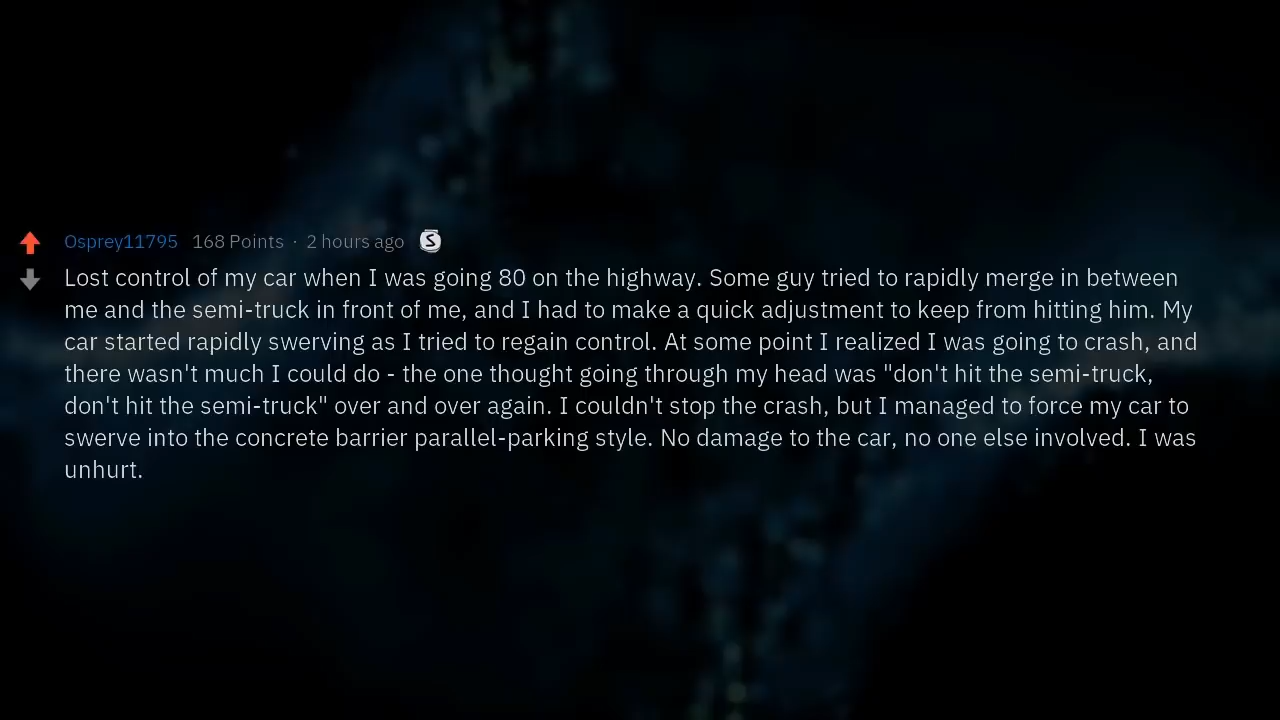 Osprey11795 168 Points · 2 hours ago S
Lost control of my car when I was going 80 on the highway. Some guy tried to rapidly merge in between
me and the semi-truck in front of me, and I had to make a quick adjustment to keep from hitting him. My
car started rapidly swerving as I tried to regain control. At some point I realized I was going to crash, and
there wasn't much I could do - the one thought going through my head was "don't hit the semi-truck,
don't hit the semi-truck" over and over again. I couldn't stop the crash, but I managed to force my car to
swerve into the concrete barrier parallel-parking style. No damage to the car, no one else involved. I was
unhurt.